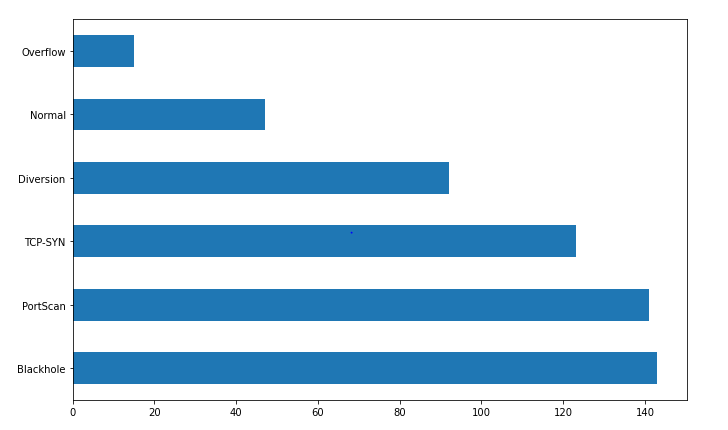 Overflow
Normal
Diversion
TCP-SYN
PortScan
Blackhole
0 20 40 60 80 100 120 140